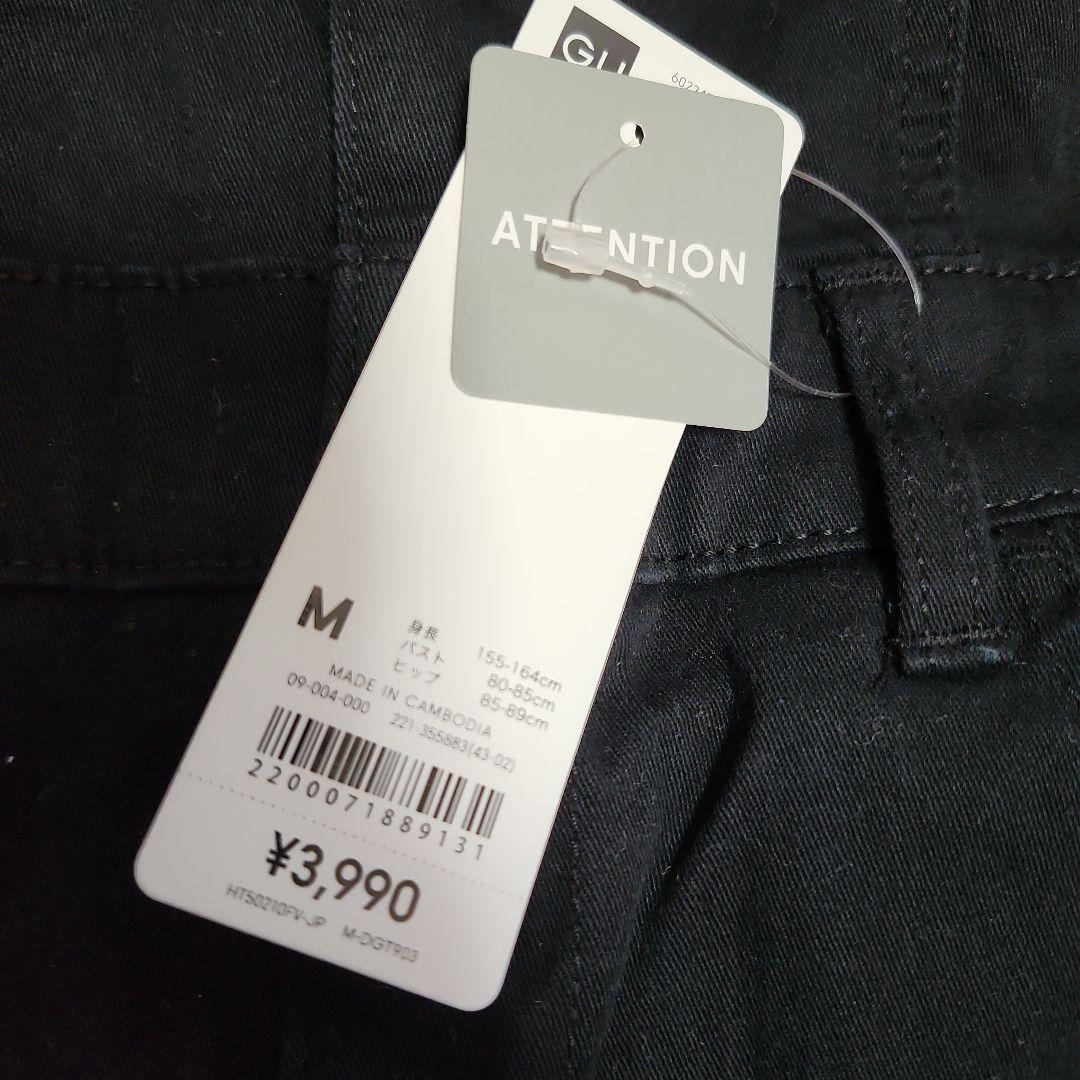 GU
ATTENTION
M
身長 155-164cm
バスト 80-85cm
ヒップ 85-89cm
MADE IN CAMBODIA
09-004-000 221-355883(43-02)
2200071889131
¥3,990
HT50210FV-JP M-DGT903